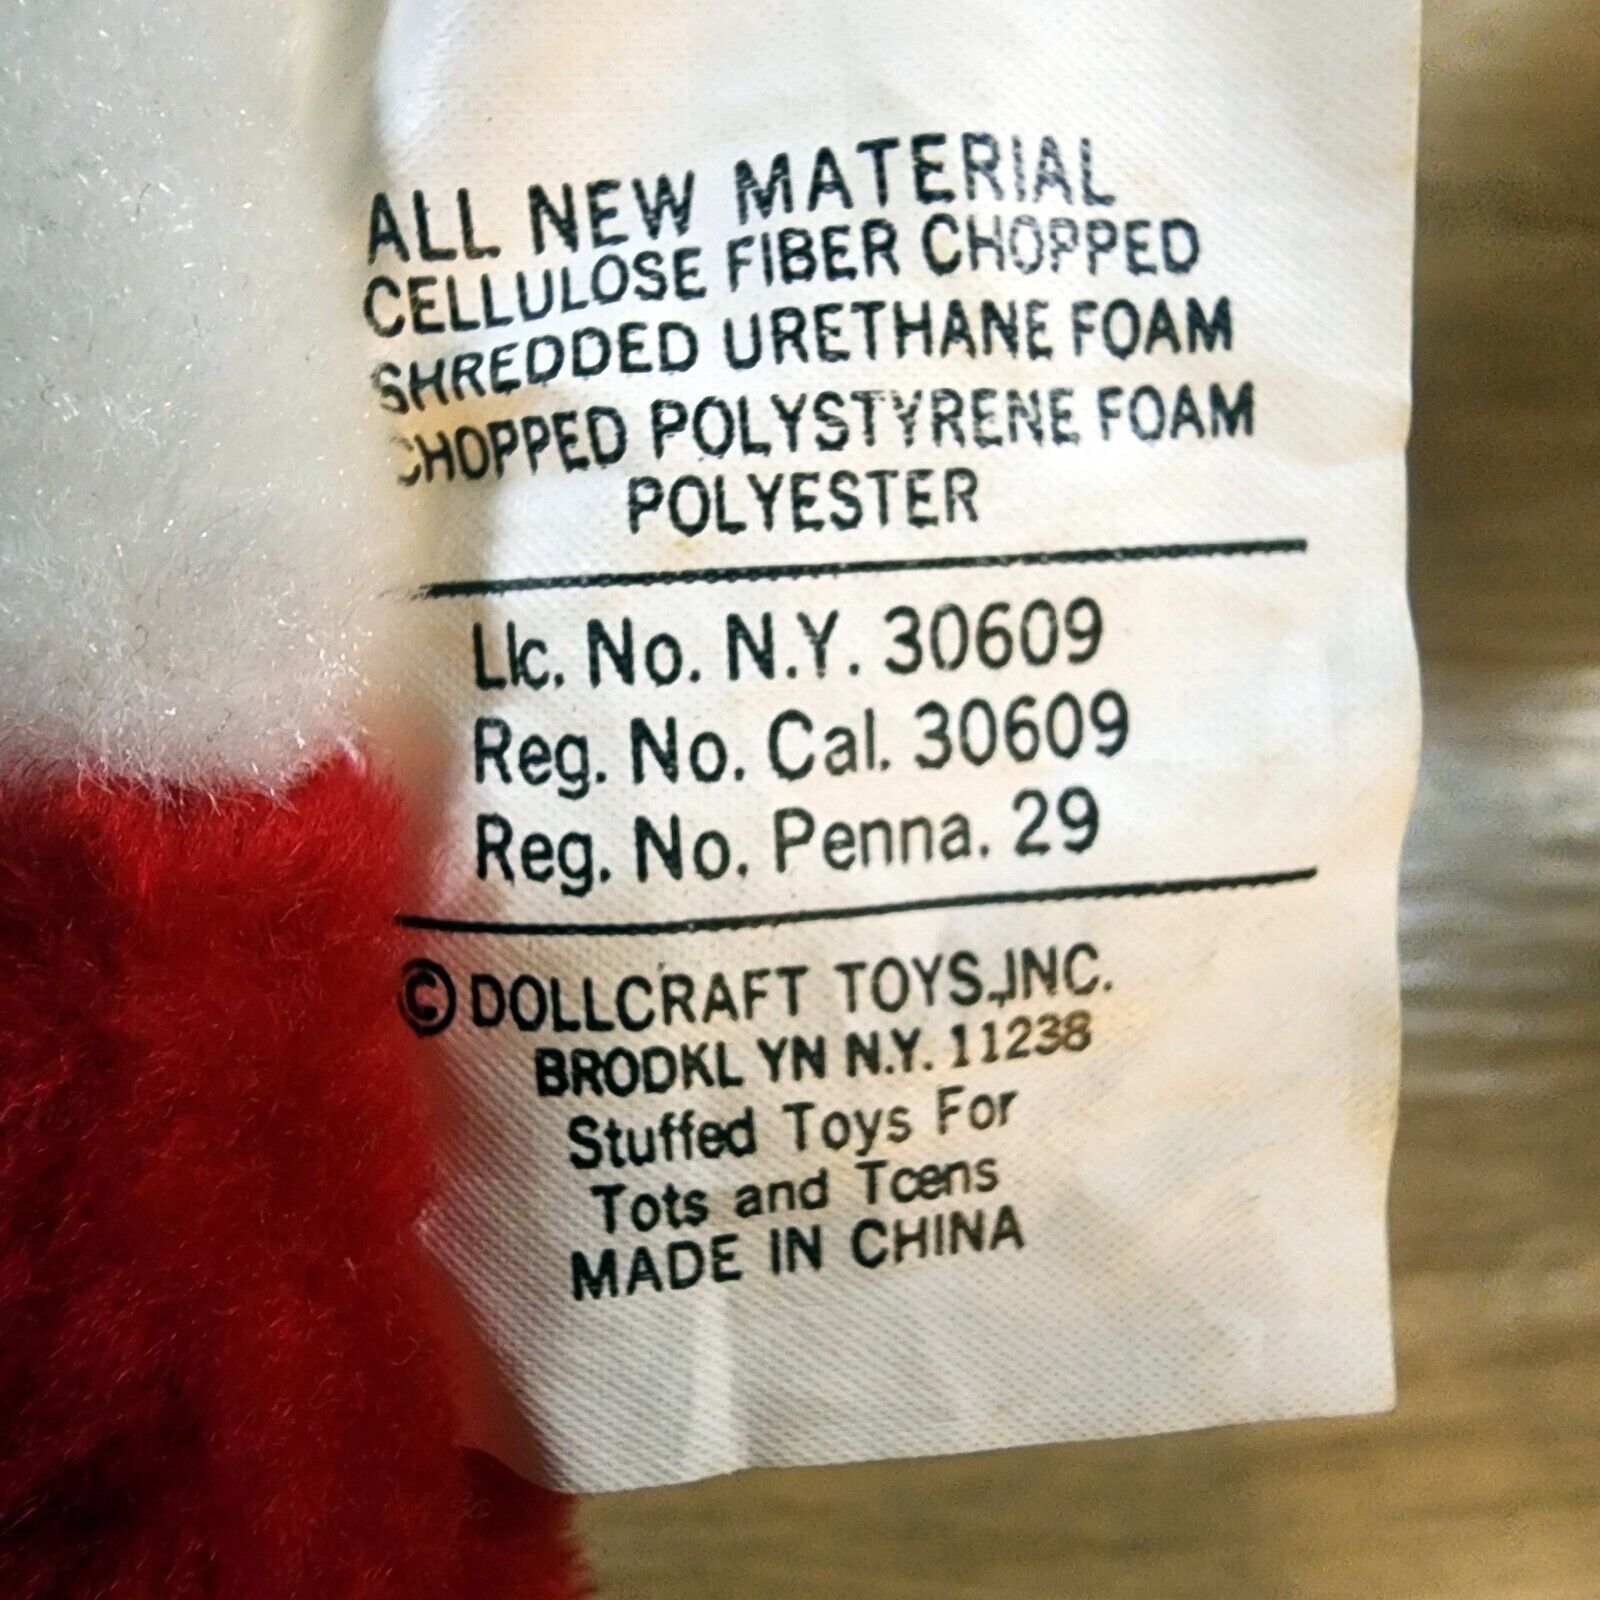 ALL NEW MATERIAL
CELLULOSE FIBER CHOPPED
SHREDDED URETHANE FOAM
CHOPPED POLYSTYRENE FOAM
POLYESTER
Llc. No. N.Y. 30609
Reg. No. Cal. 30609
Reg. No. Penna. 29
© DOLLCRAFT TOYS.,INC.
BRODKL YN N.Y. 11238
Stuffed Toys For
Tots and Tcens
MADE IN CHINA